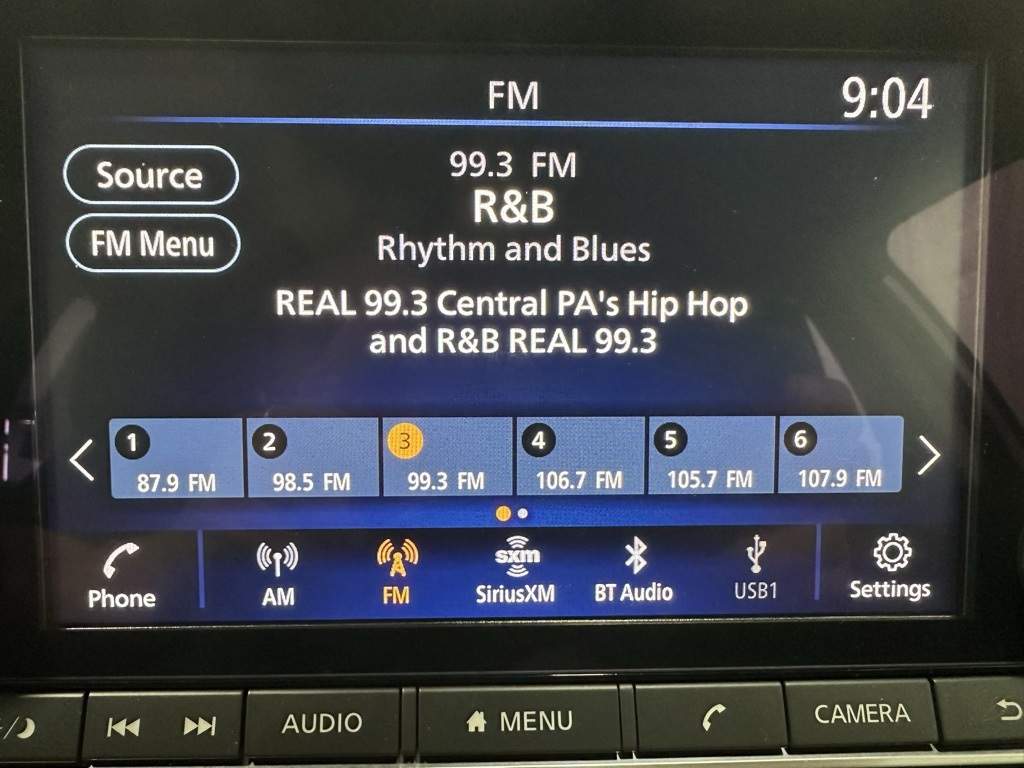 FM
9:04
Source
FM Menu
99.3 FM
R&B
Rhythm and Blues
REAL 99.3 Central PA's Hip Hop
and R&B REAL 99.3
1
2
3
4
5
6
87.9 FM
98.5 FM
99.3 FM
106.7 FM
105.7 FM
107.9 FM
sxm
Phone
AM
FM
SiriusXM
BT Audio
USB1
Settings
AUDIO
MENU
CAMERA